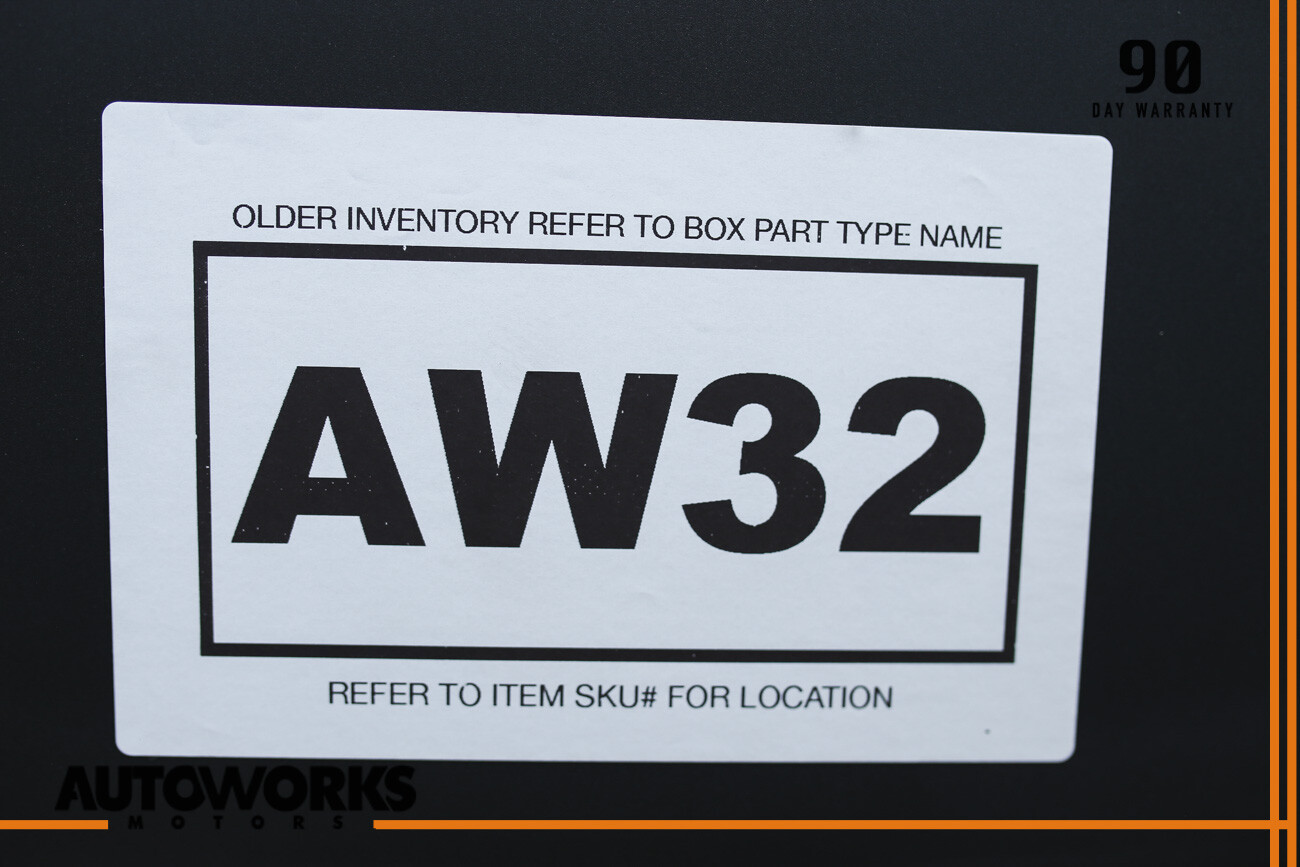 90
DAY WARRANTY
OLDER INVENTORY REFER TO BOX PART TYPE NAME
AW32
REFER TO ITEM SKU# FOR LOCATION
AUTOWORKS
MOTORS